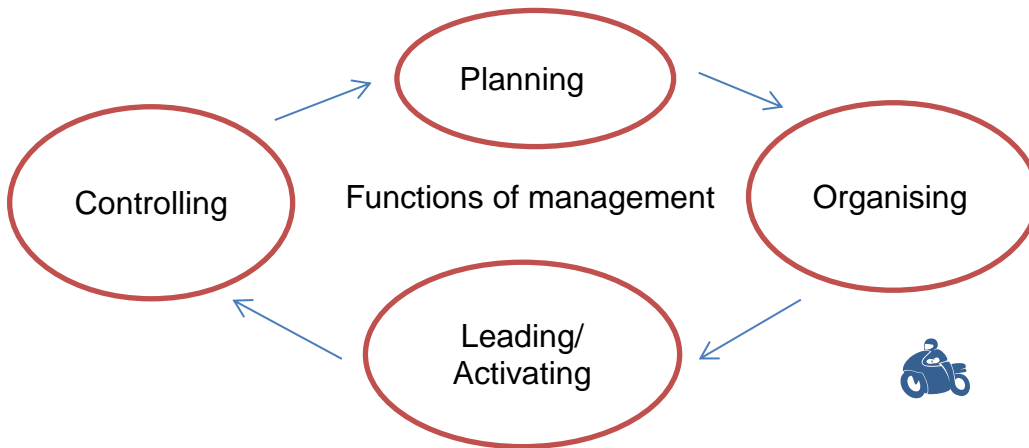 Planning
Controlling
Functions of management
Organising
Leading/
Activating